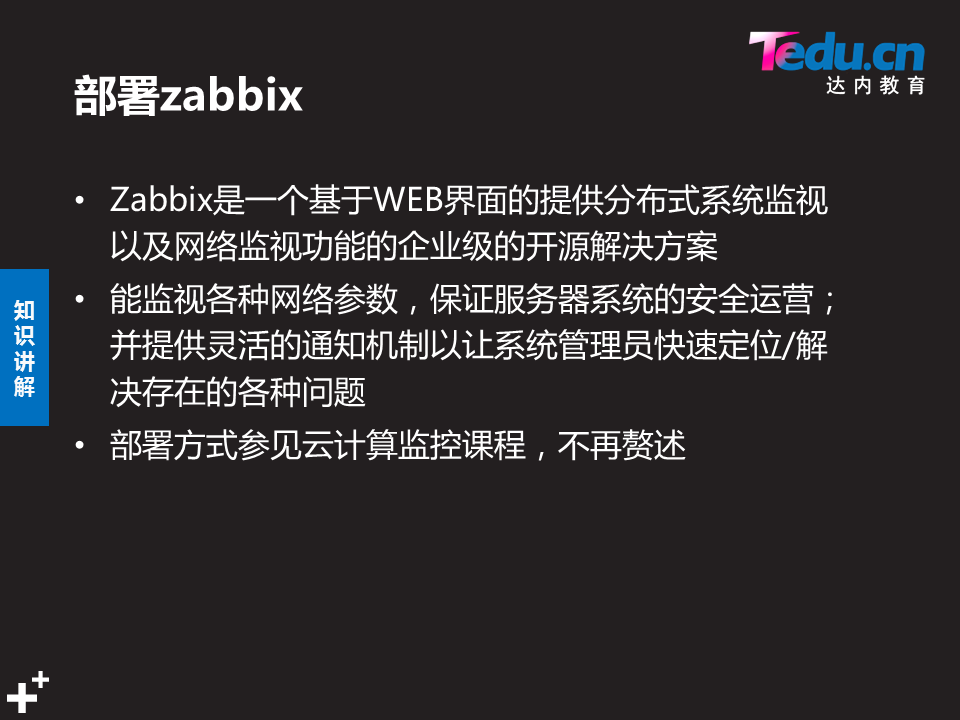 Tedu.cn
达内教育
部署zabbix
• Zabbix是一个基于WEB界面的提供分布式系统监视
以及网络监视功能的企业级的开源解决方案
• 能监视各种网络参数，保证服务器系统的安全运营；
并提供灵活的通知机制以让系统管理员快速定位/解
决存在的各种问题
• 部署方式参见云计算监控课程，不再赘述
知
识
讲
解